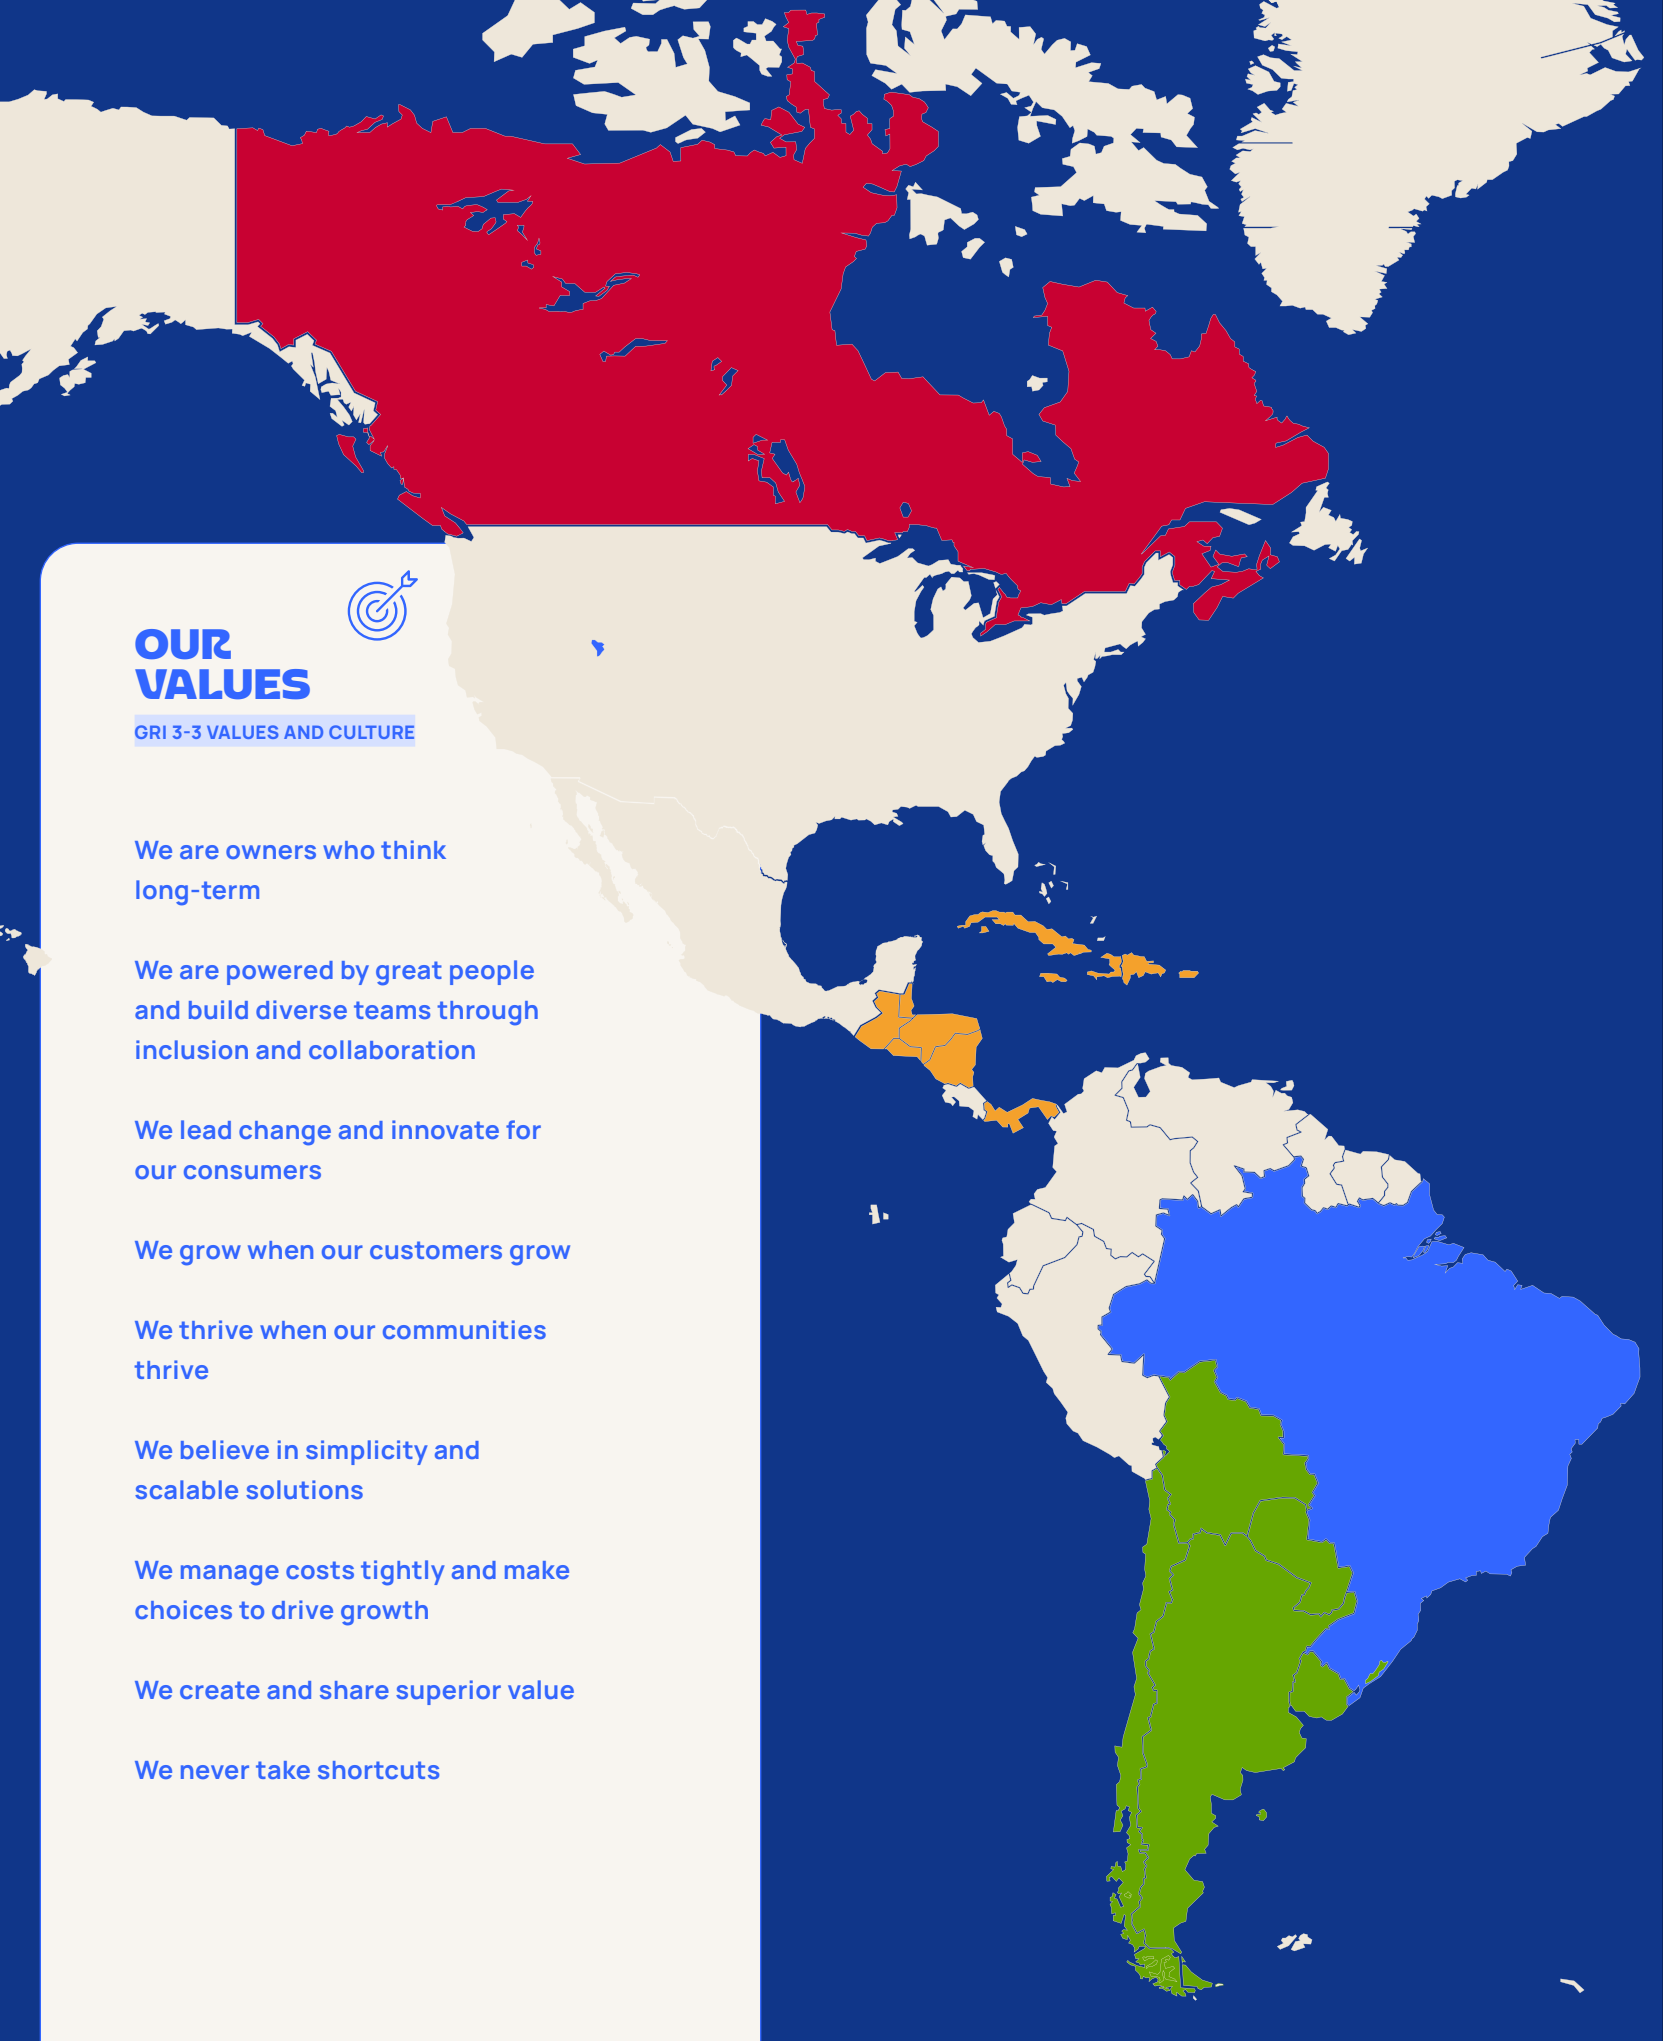 OUR
VALUES
GRI 3-3 VALUES AND CULTURE
We are owners who think
long-term
We are powered by great people
and build diverse teams through
inclusion and collaboration
We lead change and innovate for
our consumers
We grow when our customers grow
We thrive when our communities
thrive
We believe in simplicity and
scalable solutions
We manage costs tightly and make
choices to drive growth
We create and share superior value
We never take shortcuts